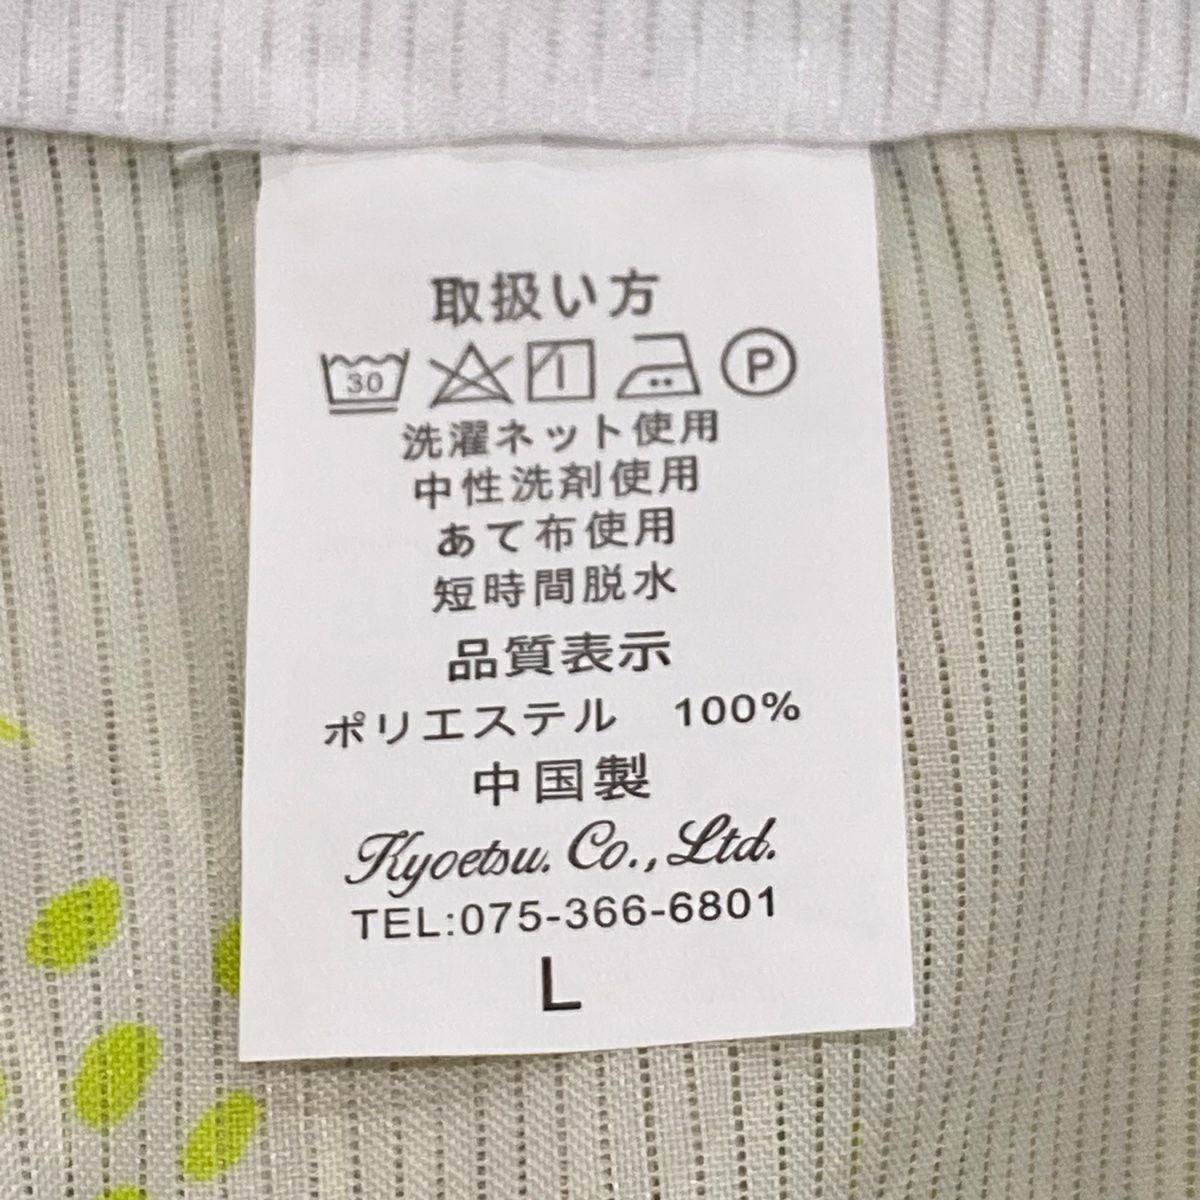 取扱い方
30 P
洗濯ネット使用
中性洗剤使用
あて布使用
短時間脱水
品質表示
ポリエステル 100%
中国製
Kyoetsu. Co., Ltd.
TEL:075-366-6801
L